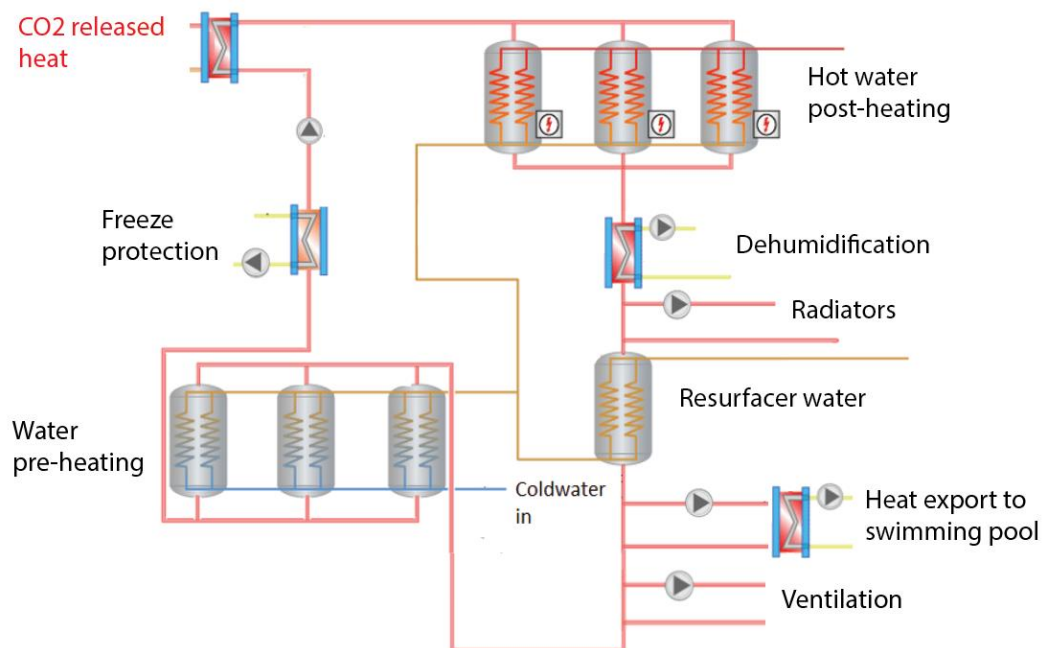 CO2 released
heat
Hot water
post-heating
Freeze
protection
Dehumidification
Radiators
Resurfacer water
Water
pre-heating
Coldwater
in
Heat export to
swimming pool
Ventilation